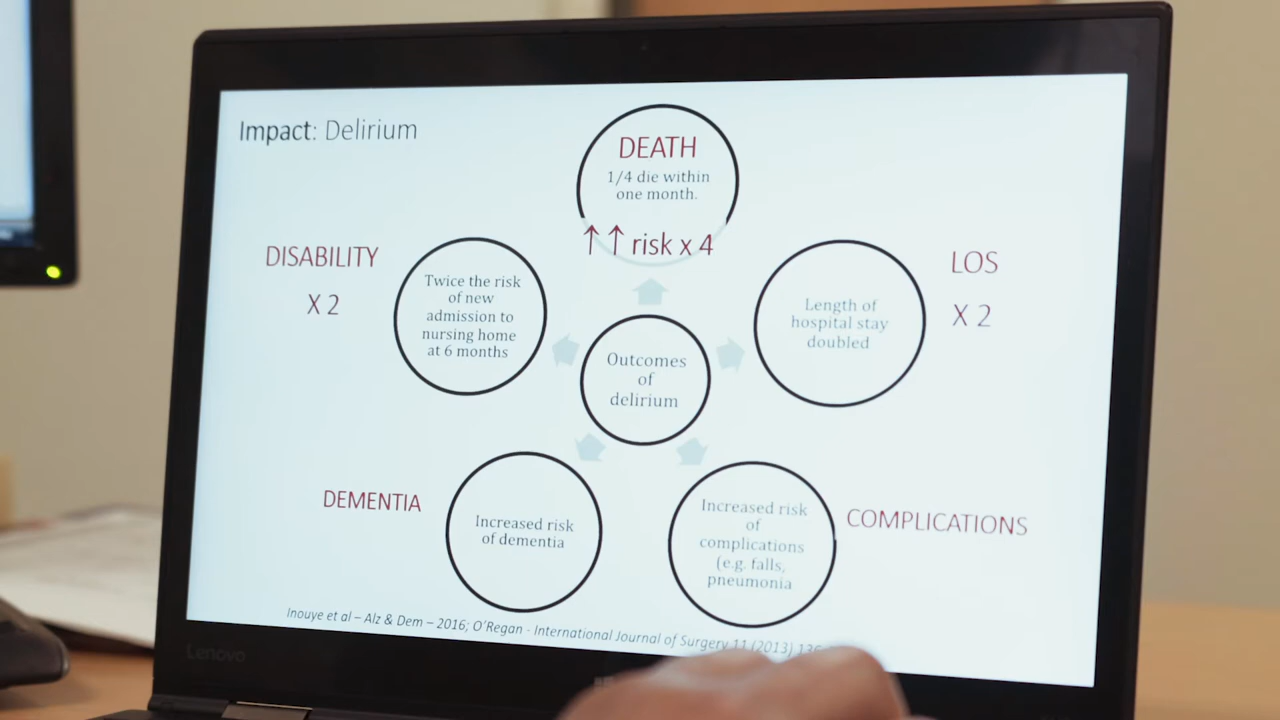 Impact: Delirium
DEATH
1/4 die within
one month.
↑↑ risk x 4
DISABILITY
X 2
Twice the risk
of new
admission to
nursing home
at 6 months
Length of
hospital stay
doubled
LOS
X 2
Outcomes
of
delirium
DEMENTIA
Increased risk
of dementia
Increased risk
of
complications
(e.g. falls,
pneumonia
COMPLICATIONS
Inouye et al – Alz & Dem – 2016; O'Regan - International Journal of Surgery 11 (2013)
Lenovo